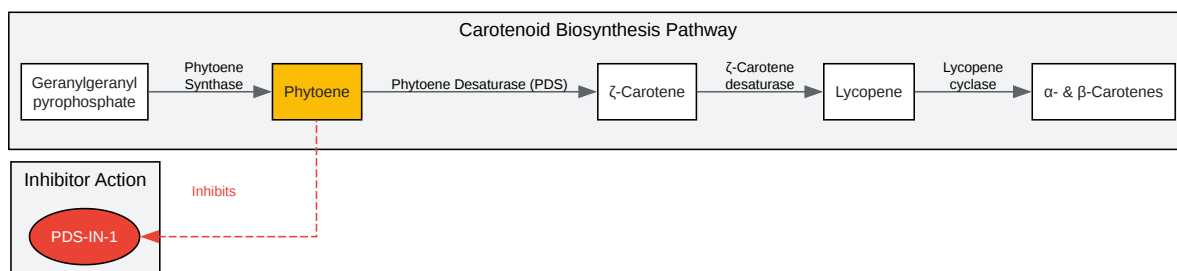 Carotenoid Biosynthesis Pathway
Geranylgeranyl
pyrophosphate
Phytoene
Synthase
Phytoene
Phytoene Desaturase (PDS)
ζ-Carotene
ζ-Carotene
desaturase
Lycopene
Lycopene
cyclase
α- & β-Carotenes
Inhibitor Action
Inhibits
PDS-IN-1